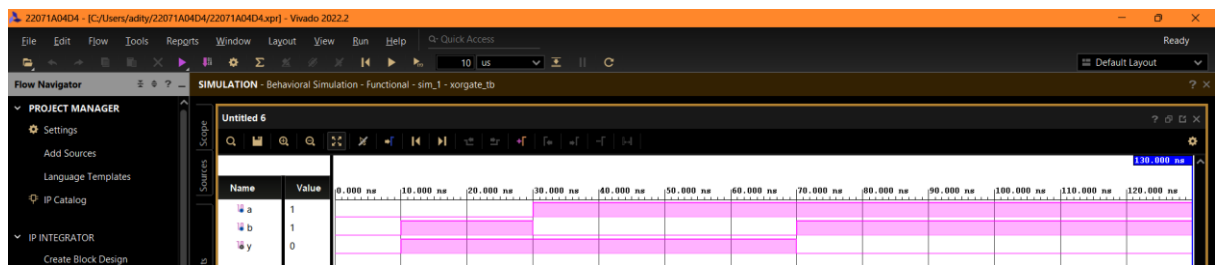 22071A04D4 - [C:/Users/adity/22071A04D4/22071A04D4.xpr] - Vivado 2022.2
File Edit Flow Tools Reports Window Layout View Run Help Quick Access Ready
10 us Default Layout
Flow Navigator SIMULATION - Behavioral Simulation - Functional - sim_1 - xorgate_tb
PROJECT MANAGER
Settings
Add Sources
Language Templates
IP Catalog
IP INTEGRATOR
Create Block Design
Scope
Sources
Untitled 6
130.000 ns
Name Value 0.000 ns 10.000 ns 20.000 ns 30.000 ns 40.000 ns 50.000 ns 60.000 ns 70.000 ns 80.000 ns 90.000 ns 100.000 ns 110.000 ns 120.000 ns
a 1
b 1
y 0